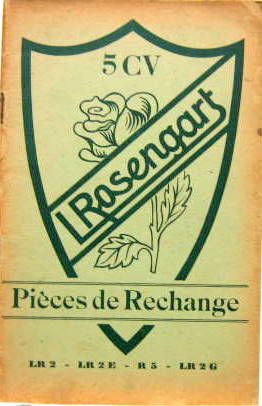 5 CV
L.Rosengart
Pièces de Rechange
LR 2 - LR 2 E - R 5 - LR 2 G